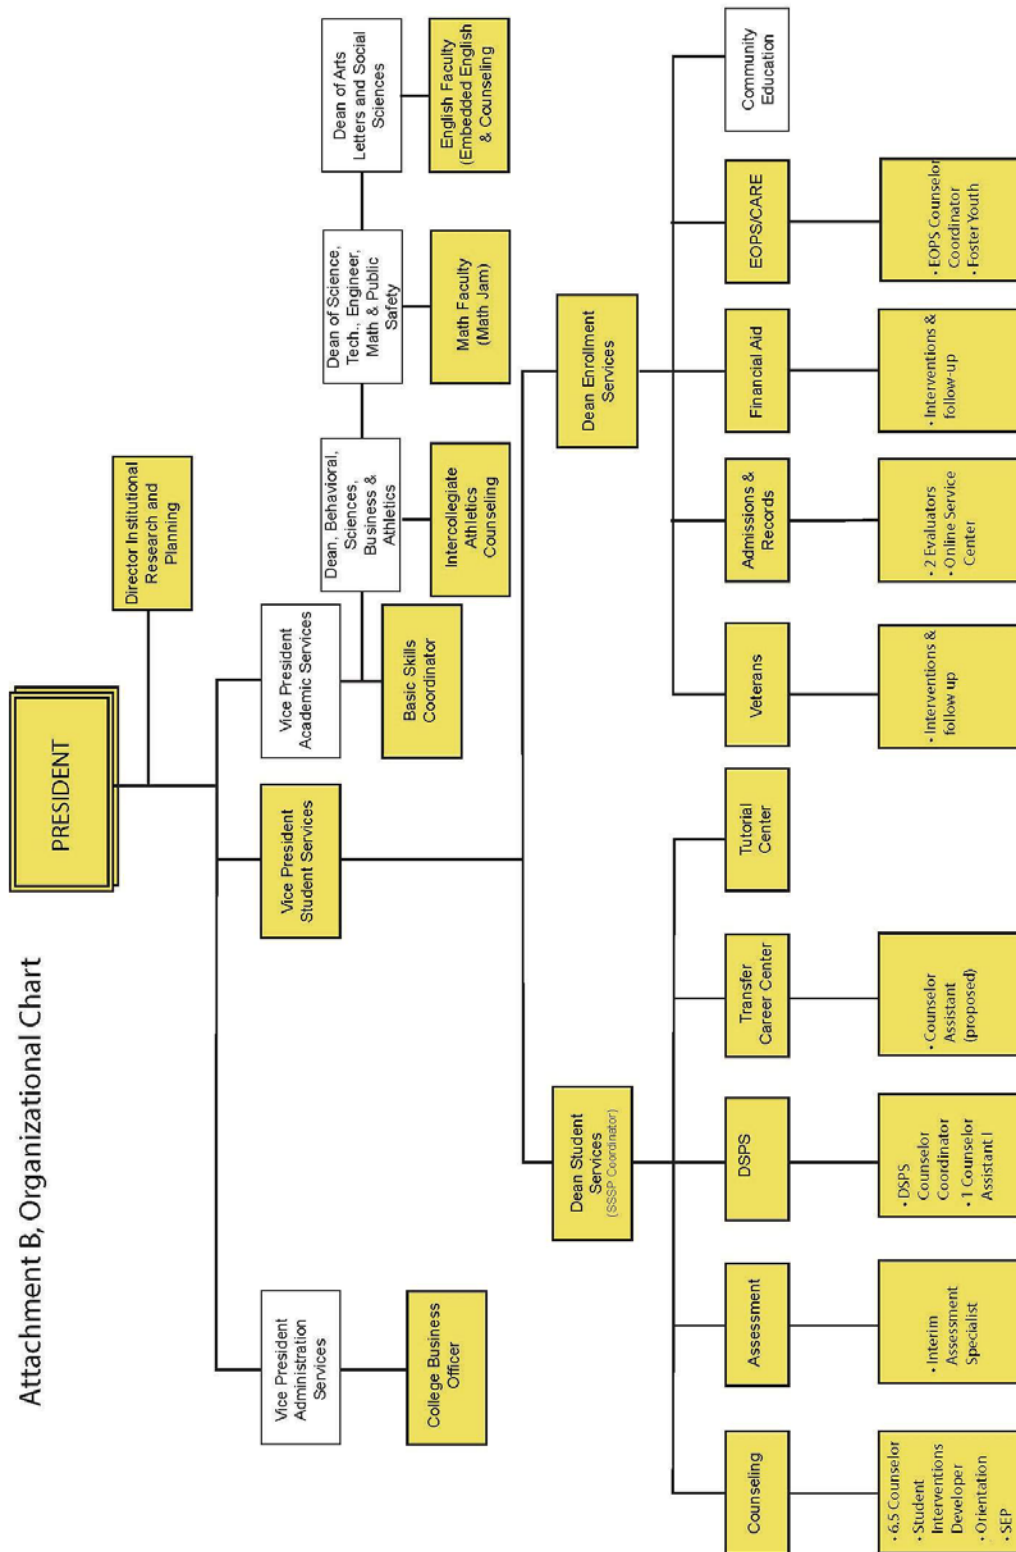 Attachment B, Organizational Chart
PRESIDENT
Director Institutional
Research and
Planning
Vice President
Administration
Services
Vice President
Student Services
Vice President
Academic Services
College Business
Officer
Basic Skills
Coordinator
Dean, Behavioral,
Sciences,
Business &
Athletics
Dean of Science,
Tech., Engineer,
Math & Public
Safety
Dean of Arts
Letters and Social
Sciences
Intercollegiate
Athletics
Counseling
Math Faculty
(Math Jam)
English Faculty
(Embedded English
& Counseling
Dean Student
Services
(SSSP Coordinator)
Dean Enrollment
Services
Counseling
Assessment
DSPS
Transfer
Career Center
Tutorial
Center
Veterans
Admissions &
Records
Financial Aid
EOPS/CARE
Community
Education
• 6.5 Counselor
• Student
Interventions
Developer
• Orientation
• SEP
• Interim
Assessment
Specialist
• DSPS
Counselor
Coordinator
• 1 Counselor
Assistant I
• Counselor
Assistant
(proposed)
• Interventions &
follow up
• 2 Evaluators
• Online Service
Center
• Interventions &
follow-up
• EOPS Counselor
Coordinator
• Foster Youth